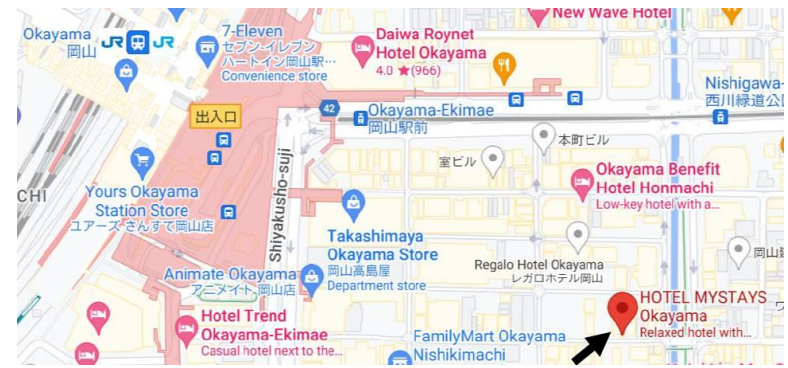 New Wave Hotel
Okayama
岡山
JR
JR
7-Eleven
セブン-イレブン
ハートイン岡山駅…
Convenience store
Daiwa Roynet
Hotel Okayama
4.0 ★(966)
出入口
42
Okayama-Ekimae
岡山駅前
Nishigawa-
西川緑道公
本町ビル
室ビル
Okayama Benefit
Hotel Honmachi
Low-key hotel with a...
CHI
Yours Okayama
Station Store
ユアーズ さんすて岡山店
Shiyakusho-suji
Takashimaya
Okayama Store
岡山高島屋
Department store
Regalo Hotel Okayama
レガロホテル岡山
岡山
Animate Okayama
アニメイト 岡山店
HOTEL MYSTAYS
Okayama
Relaxed hotel with...
Hotel Trend
Okayama-Ekimae
Casual hotel next to the...
FamilyMart Okayama
Nishikimachi